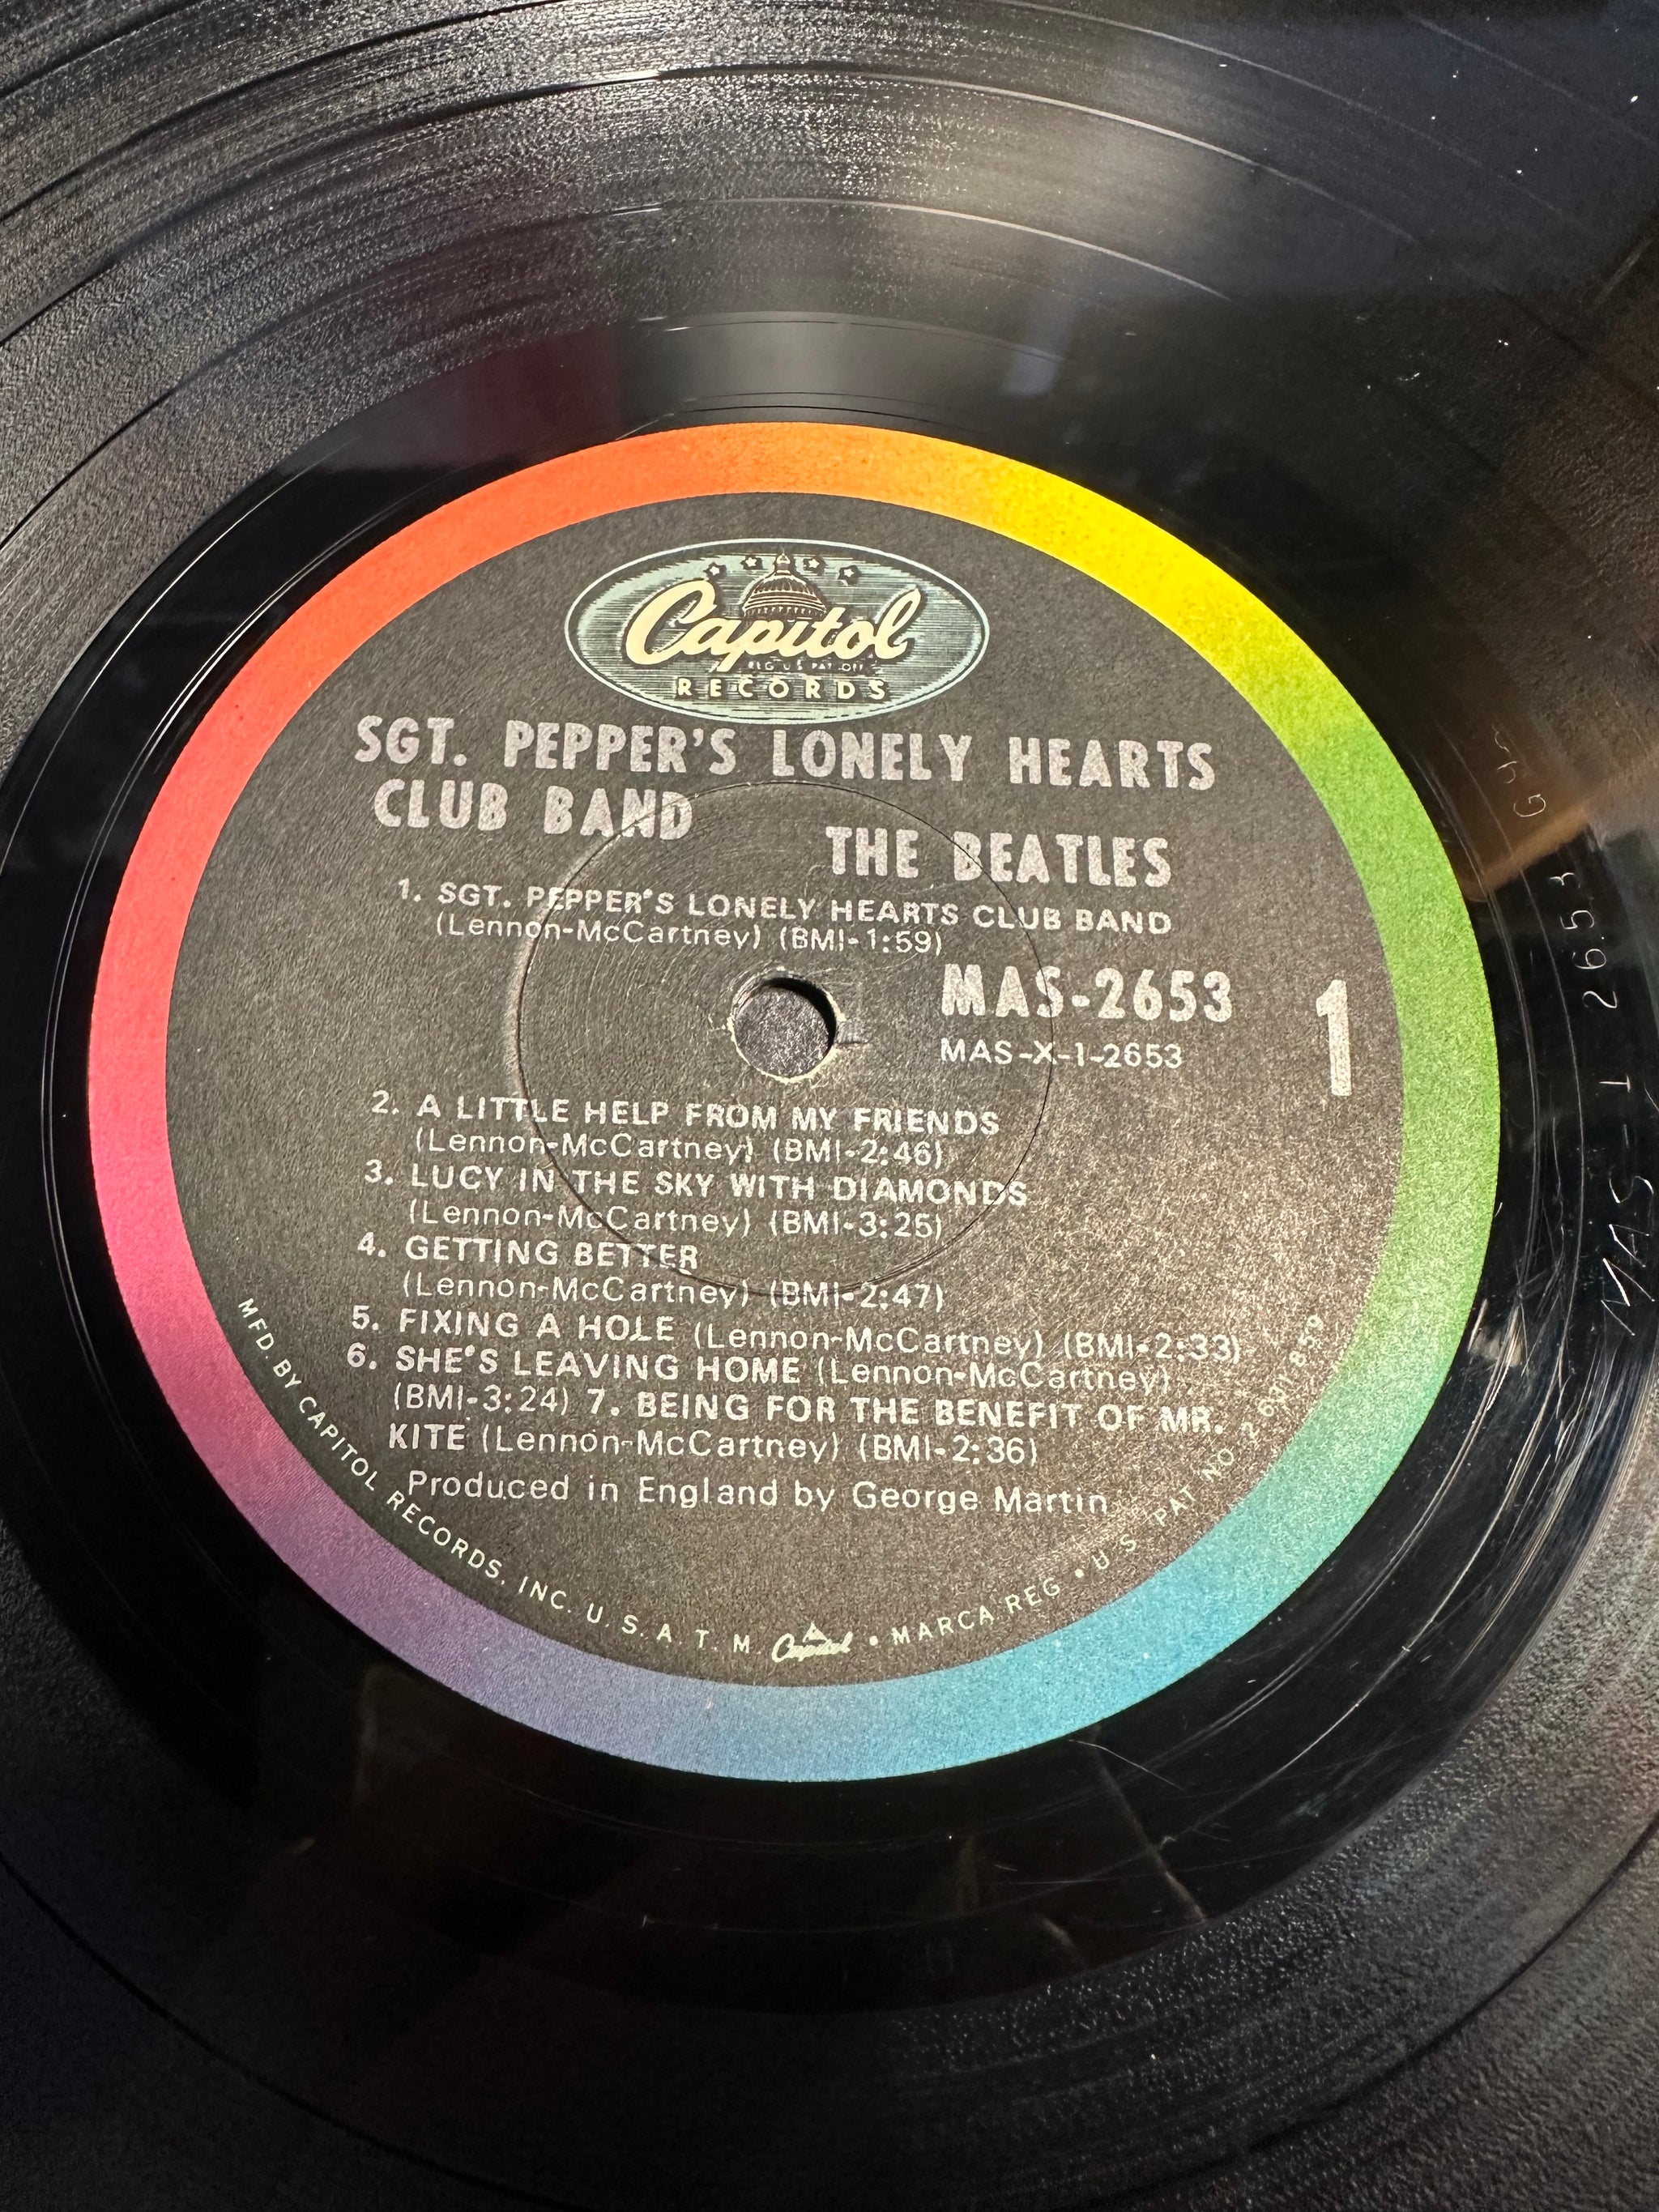 Capitol
REG. U.S. PAT. OFF.
RECORDS
SGT. PEPPER'S LONELY HEARTS
CLUB BAND
THE BEATLES
1. SGT. PEPPER'S LONELY HEARTS CLUB BAND
(Lennon-McCartney) (BMI-1:59)
MAS-2653
1
MAS-X-1-2653
2. A LITTLE HELP FROM MY FRIENDS
(Lennon-McCartney) (BMI-2:46)
3. LUCY IN THE SKY WITH DIAMONDS
(Lennon-McCartney) (BMI-3:25)
4. GETTING BETTER
(Lennon-McCartney) (BMI-2:47)
5. FIXING A HOLE (Lennon-McCartney) (BMI-2:33)
6. SHE'S LEAVING HOME (Lennon-McCartney)
(BMI-3:24) 7. BEING FOR THE BENEFIT OF MR.
KITE (Lennon-McCartney) (BMI-2:36)
Produced in England by George Martin
MFD. BY CAPITOL RECORDS, INC. U.S.A. T.M. Capitol • MARCA REG. • U.S. PAT. NO. 2,631,859
MAS-1 2653